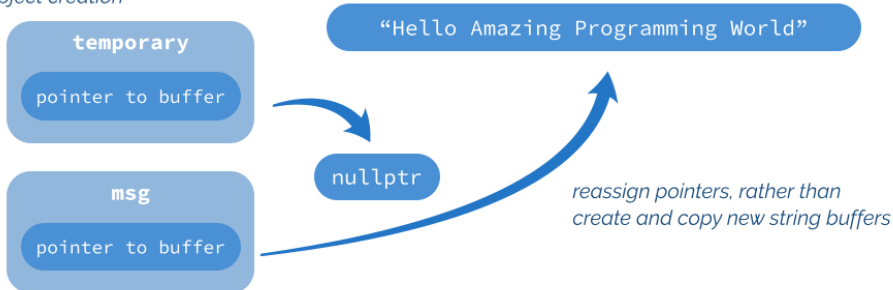 creation
temporary
pointer to buffer
“Hello Amazing Programming World”
nullptr
msg
pointer to buffer
reassign pointers, rather than
create and copy new string buffers